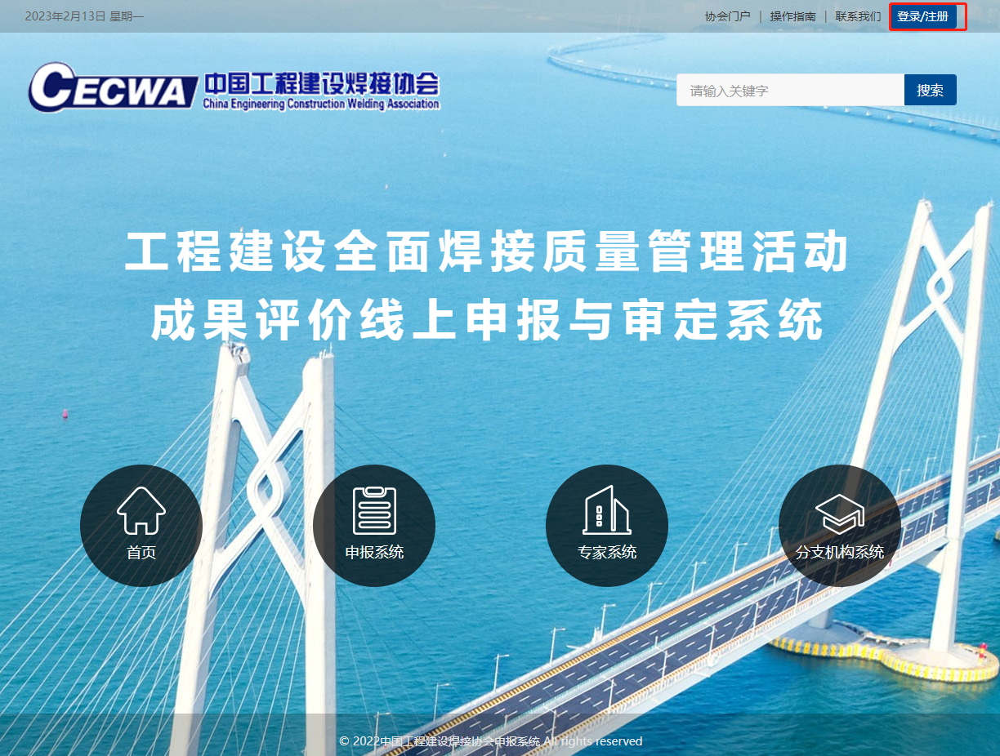 2023年2月13日 星期一
协会门户 | 操作指南 | 联系我们 登录/注册
CECWA 中国工程建设焊接协会
China Engineering Construction Welding Association
请输入关键字 搜索
工程建设全面焊接质量管理活动
成果评价线上申报与审定系统
首页 申报系统 专家系统 分支机构系统
© 2022中国工程建设焊接协会申报系统 All rights reserved